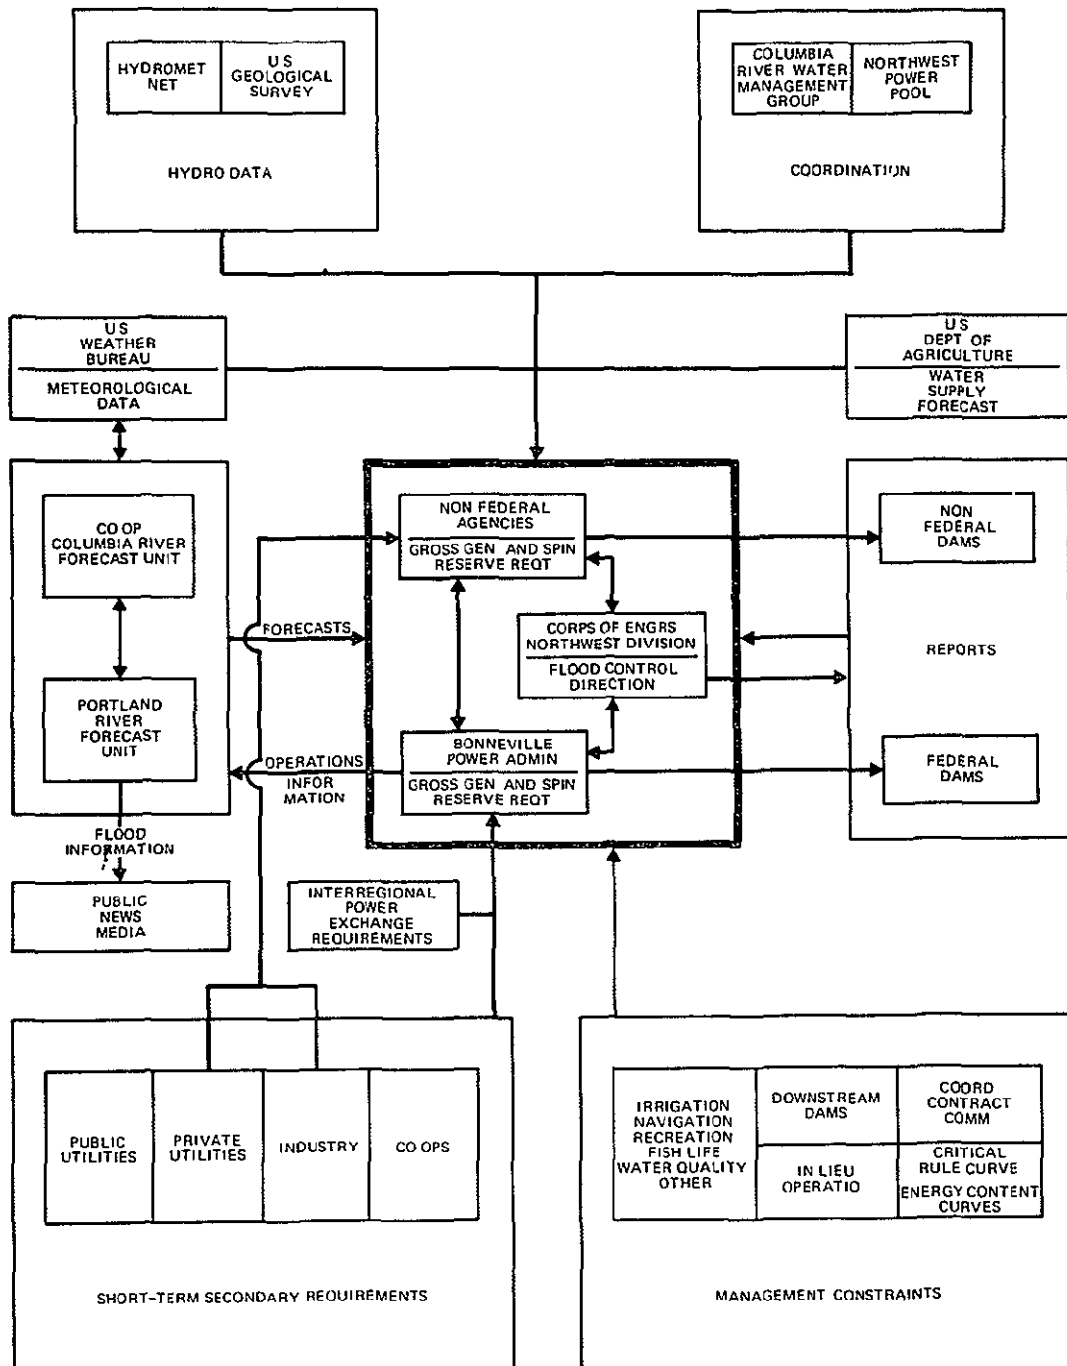 HYDROMET
NET
U S
GEOLOGICAL
SURVEY
HYDRO DATA
COLUMBIA
RIVER WATER
MANAGEMENT
GROUP
NORTHWEST
POWER
POOL
COORDINATION
U S
WEATHER
BUREAU
METEOROLOGICAL
DATA
U S
DEPT OF
AGRICULTURE
WATER
SUPPLY
FORECAST
CO OP
COLUMBIA RIVER
FORECAST UNIT
PORTLAND
RIVER
FORECAST
UNIT
FORECASTS
OPERATIONS
INFOR
MATION
NON FEDERAL
AGENCIES
GROSS GEN AND SPIN
RESERVE REQT
CORPS OF ENGRS
NORTHWEST DIVISION
FLOOD CONTROL
DIRECTION
BONNEVILLE
POWER ADMIN
GROSS GEN AND SPIN
RESERVE REQT
NON
FEDERAL
DAMS
REPORTS
FEDERAL
DAMS
FLOOD
INFORMATION
PUBLIC
NEWS
MEDIA
INTERREGIONAL
POWER
EXCHANGE
REQUIREMENTS
PUBLIC
UTILITIES
PRIVATE
UTILITIES
INDUSTRY
CO OPS
SHORT-TERM SECONDARY REQUIREMENTS
IRRIGATION
NAVIGATION
RECREATION
FISH LIFE
WATER QUALITY
OTHER
DOWNSTREAM
DAMS
COORD
CONTRACT
COMM
IN LIEU
OPERATIO
CRITICAL
RULE CURVE
ENERGY CONTENT
CURVES
MANAGEMENT CONSTRAINTS